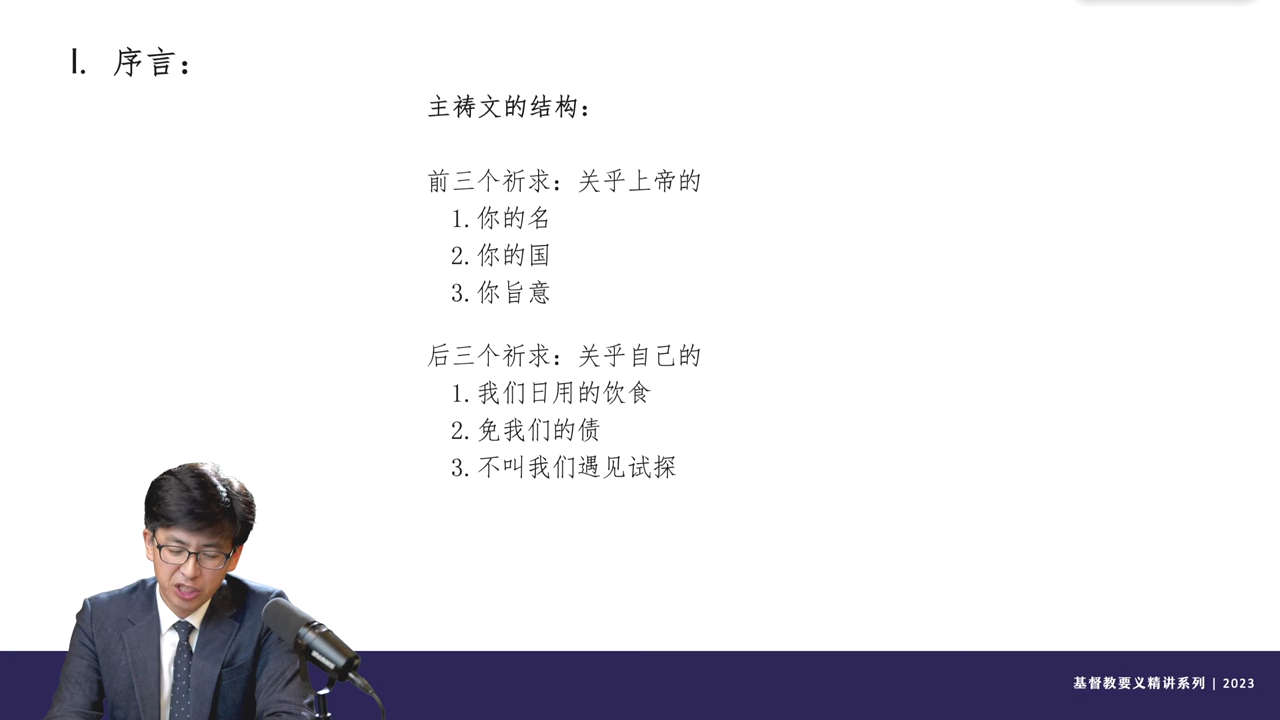 I. 序言：
主祷文的结构：
前三个祈求：关乎上帝的
1.你的名
2.你的国
3.你旨意
后三个祈求：关乎自己的
1.我们日用的饮食
2.免我们的债
3.不叫我们遇见试探
基督教要义精讲系列 | 2023